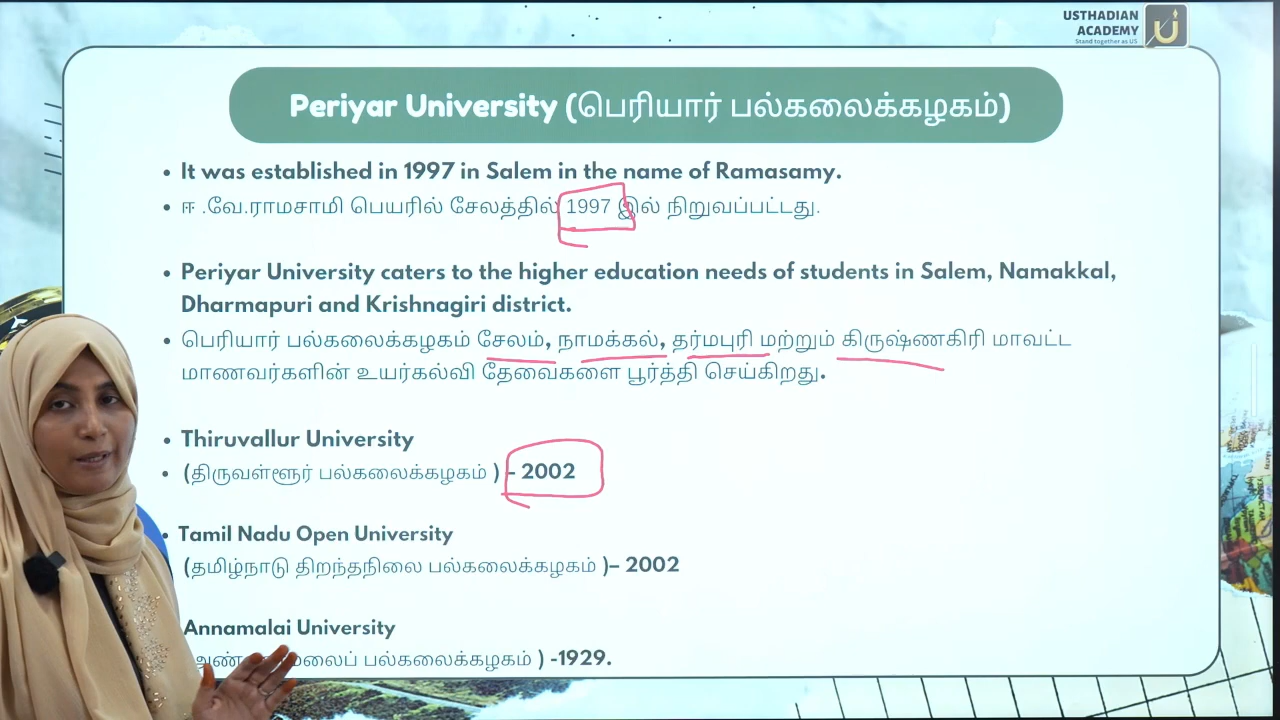 USTHADIAN
ACADEMY
Stand together as US
Periyar University (பெரியார் பல்கலைக்கழகம்)
• It was established in 1997 in Salem in the name of Ramasamy.
• ஈ .வே.ராமசாமி பெயரில் சேலத்தில் 1997 இல் நிறுவப்பட்டது.
• Periyar University caters to the higher education needs of students in Salem, Namakkal,
Dharmapuri and Krishnagiri district.
• பெரியார் பல்கலைக்கழகம் சேலம், நாமக்கல், தர்மபுரி மற்றும் கிருஷ்ணகிரி மாவட்ட
மாணவர்களின் உயர்கல்வி தேவைகளை பூர்த்தி செய்கிறது.
• Thiruvallur University
• (திருவள்ளூர் பல்கலைக்கழகம் ) - 2002
• Tamil Nadu Open University
(தமிழ்நாடு திறந்தநிலை பல்கலைக்கழகம் )– 2002
Annamalai University
பல்கலைக்கழகம் ) -1929.